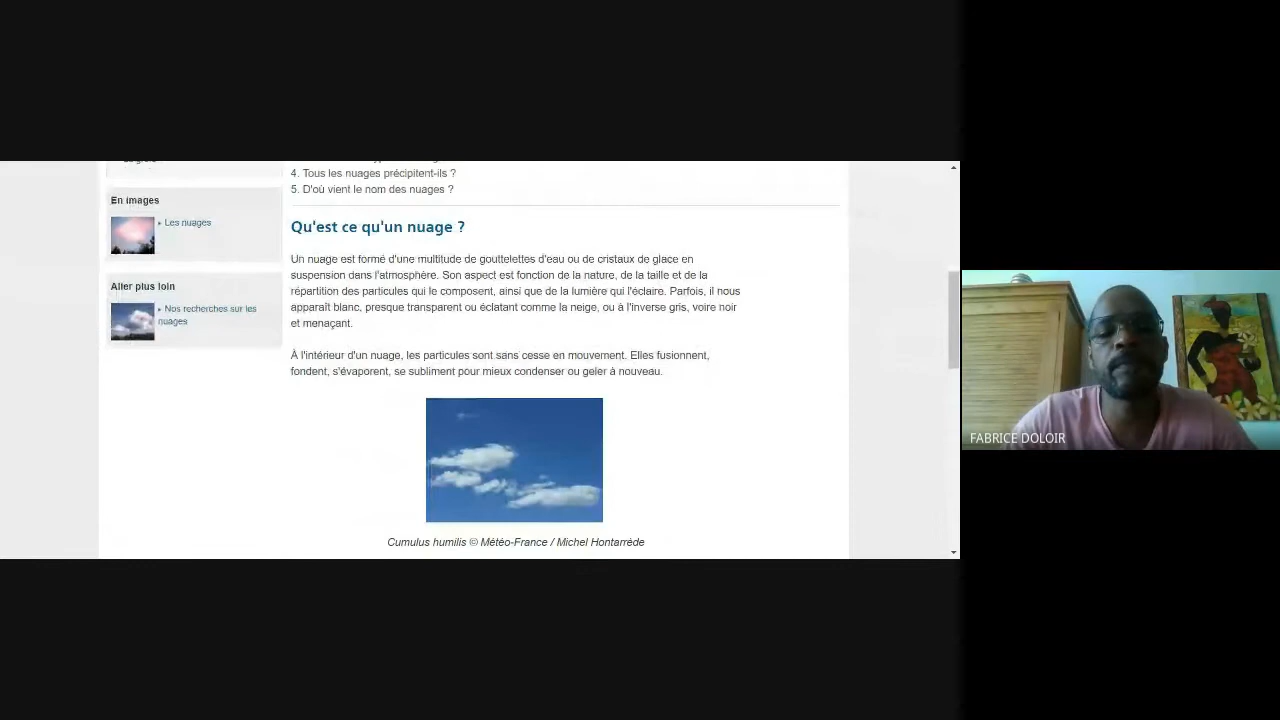 4. Tous les nuages précipitent-ils ?
5. D'où vient le nom des nuages ?
En images
Les nuages
Aller plus loin
Nos recherches sur les
nuages
Qu'est ce qu'un nuage ?
Un nuage est formé d'une multitude de gouttelettes d'eau ou de cristaux de glace en
suspension dans l'atmosphère. Son aspect est fonction de la nature, de la taille et de la
répartition des particules qui le composent, ainsi que de la lumière qui l'éclaire. Parfois, il nous
apparaît blanc, presque transparent ou éclatant comme la neige, ou à l'inverse gris, voire noir
et menaçant.
À l'intérieur d'un nuage, les particules sont sans cesse en mouvement. Elles fusionnent,
fondent, s'évaporent, se subliment pour mieux condenser ou geler à nouveau.
Cumulus humilis © Météo-France / Michel Hontarrède
FABRICE DOLOIR